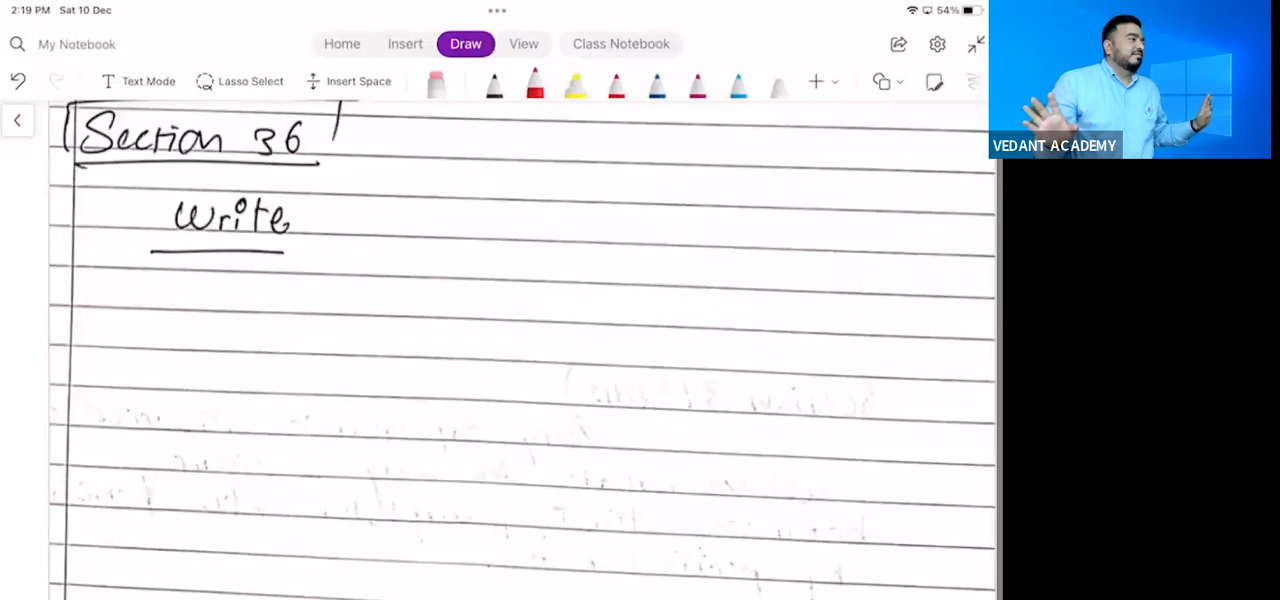 2:19 PM Sat 10 Dec
54%
My Notebook
Home Insert Draw View Class Notebook
Text Mode Lasso Select Insert Space
VEDANT ACADEMY
Section 36
Write